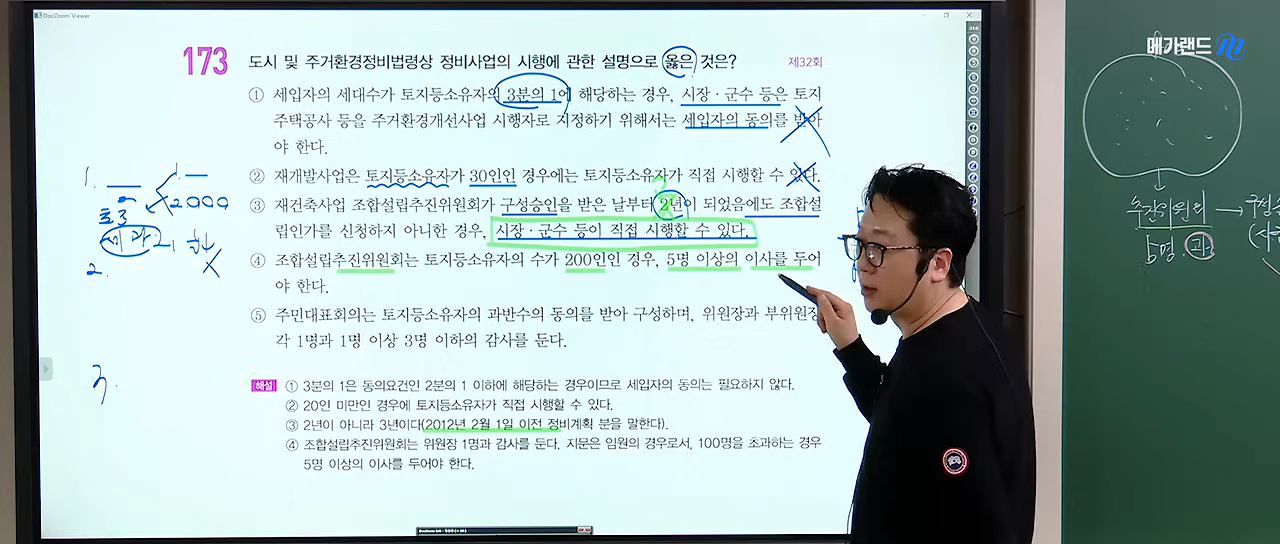 DocZoom Viewer
메가랜드
173 도시 및 주거환경정비법령상 정비사업의 시행에 관한 설명으로 옳은 것은? 제32회
① 세입자의 세대수가 토지등소유자의 3분의 1에 해당하는 경우, 시장·군수 등은 토지
주택공사 등을 주거환경개선사업 시행자로 지정하기 위해서는 세입자의 동의를 받아
야 한다.
② 재개발사업은 토지등소유자가 30인인 경우에는 토지등소유자가 직접 시행할 수 있다.
③ 재건축사업 조합설립추진위원회가 구성승인을 받은 날부터 2년이 되었음에도 조합설
립인가를 신청하지 아니한 경우, 시장·군수 등이 직접 시행할 수 있다.
④ 조합설립추진위원회는 토지등소유자의 수가 200인인 경우, 5명 이상의 이사를 두어
야 한다.
⑤ 주민대표회의는 토지등소유자의 과반수의 동의를 받아 구성하며, 위원장과 부위원장
각 1명과 1명 이상 3명 이하의 감사를 둔다.
해설 ① 3분의 1은 동의요건인 2분의 1 이하에 해당하는 경우이므로 세입자의 동의는 필요하지 않다.
② 20인 미만인 경우에 토지등소유자가 직접 시행할 수 있다.
③ 2년이 아니라 3년이다(2012년 2월 1일 이전 정비계획 분을 말한다).
④ 조합설립추진위원회는 위원장 1명과 감사를 둔다. 지문은 임원의 경우로서, 100명을 초과하는 경우
5명 이상의 이사를 두어야 한다.
1.
2000
2.
3.
추진위원회 →
5명